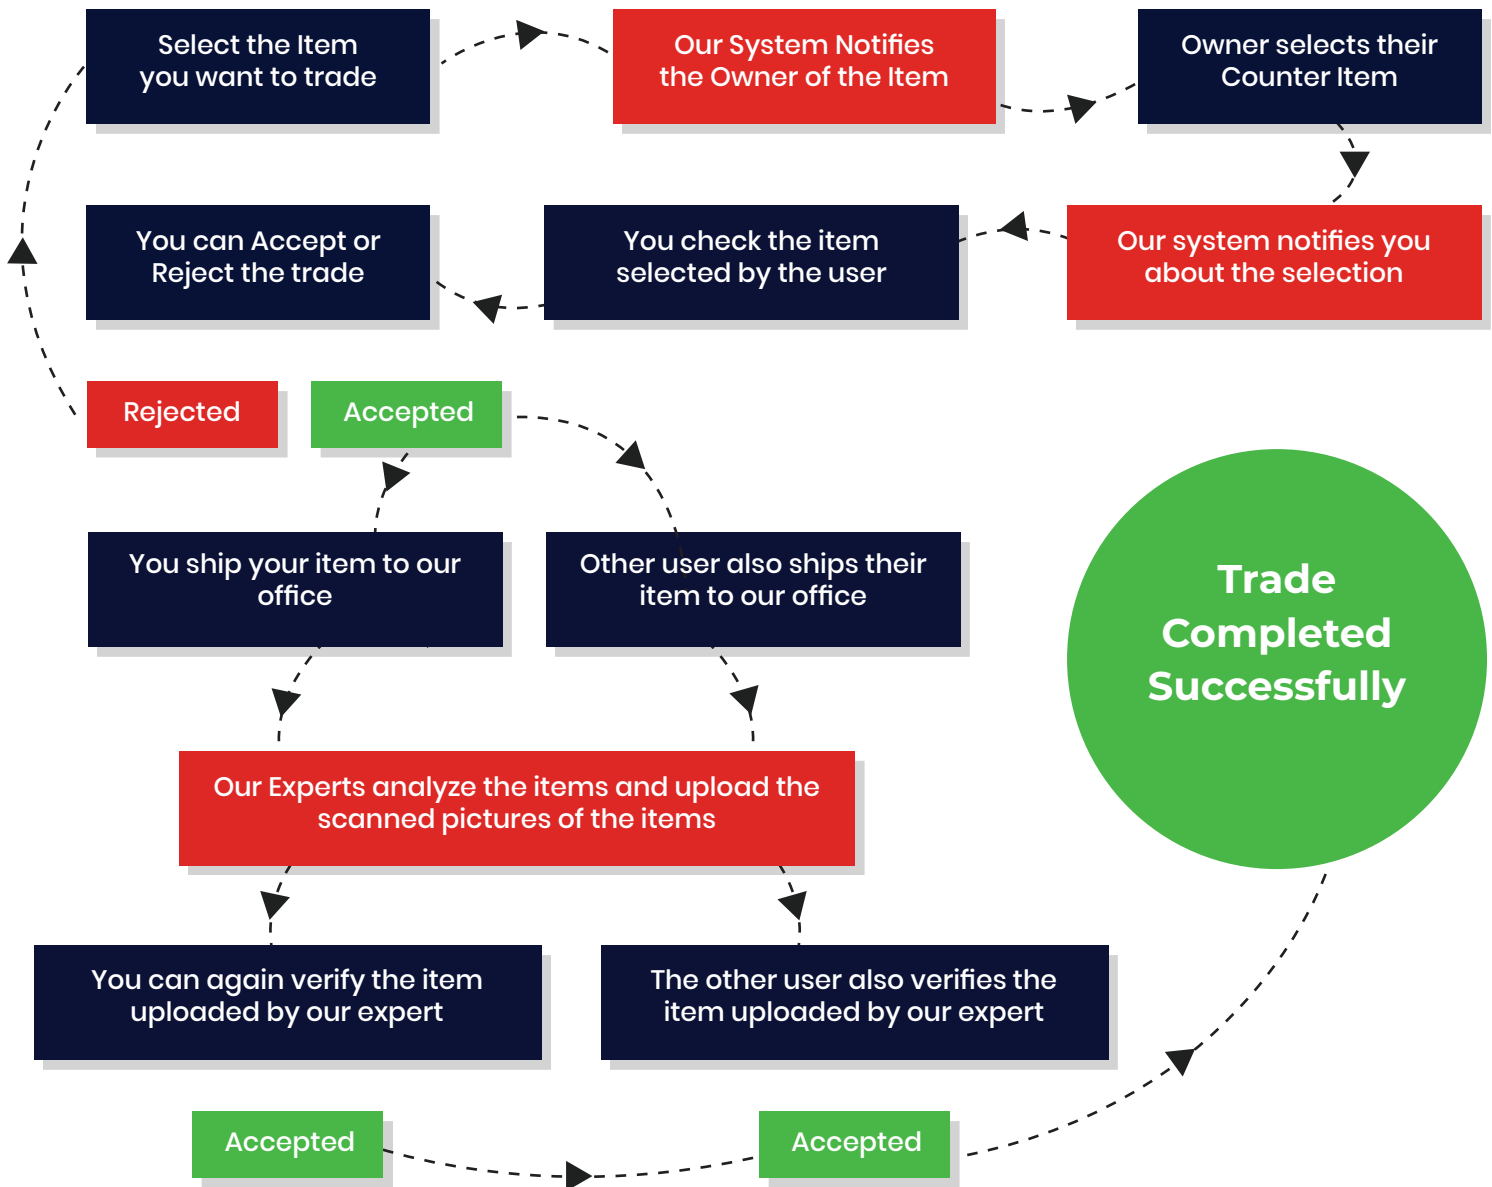 Select the Item
you want to trade
Our System Notifies
the Owner of the Item
Owner selects their
Counter Item
You can Accept or
Reject the trade
You check the item
selected by the user
Our system notifies you
about the selection
Rejected
Accepted
You ship your item to our
office
Other user also ships their
item to our office
Trade
Completed
Successfully
Our Experts analyze the items and upload the
scanned pictures of the items
You can again verify the item
uploaded by our expert
The other user also verifies the
item uploaded by our expert
Accepted
Accepted